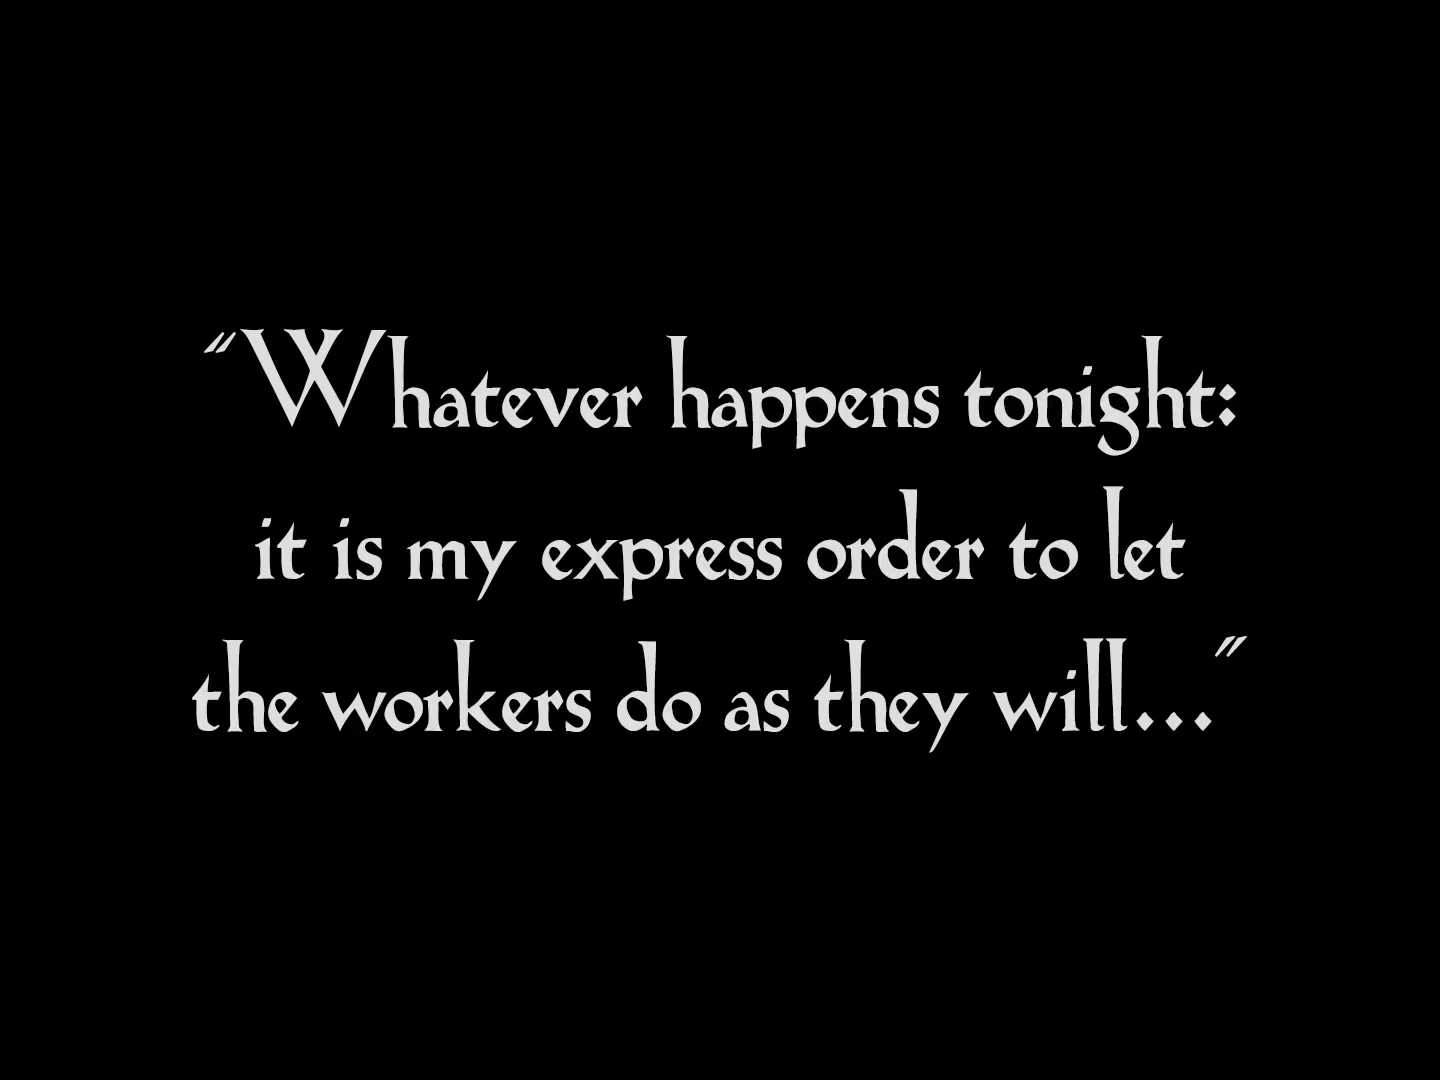 “Whatever happens tonight:
it is my express order to let
the workers do as they will...”